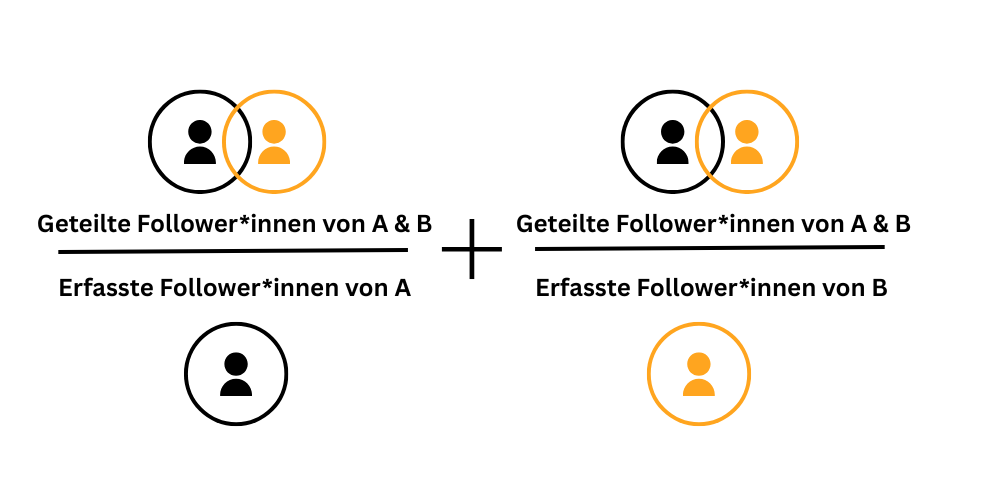 Geteilte Follower*innen von A & B
Erfasste Follower*innen von A
+
Geteilte Follower*innen von A & B
Erfasste Follower*innen von B